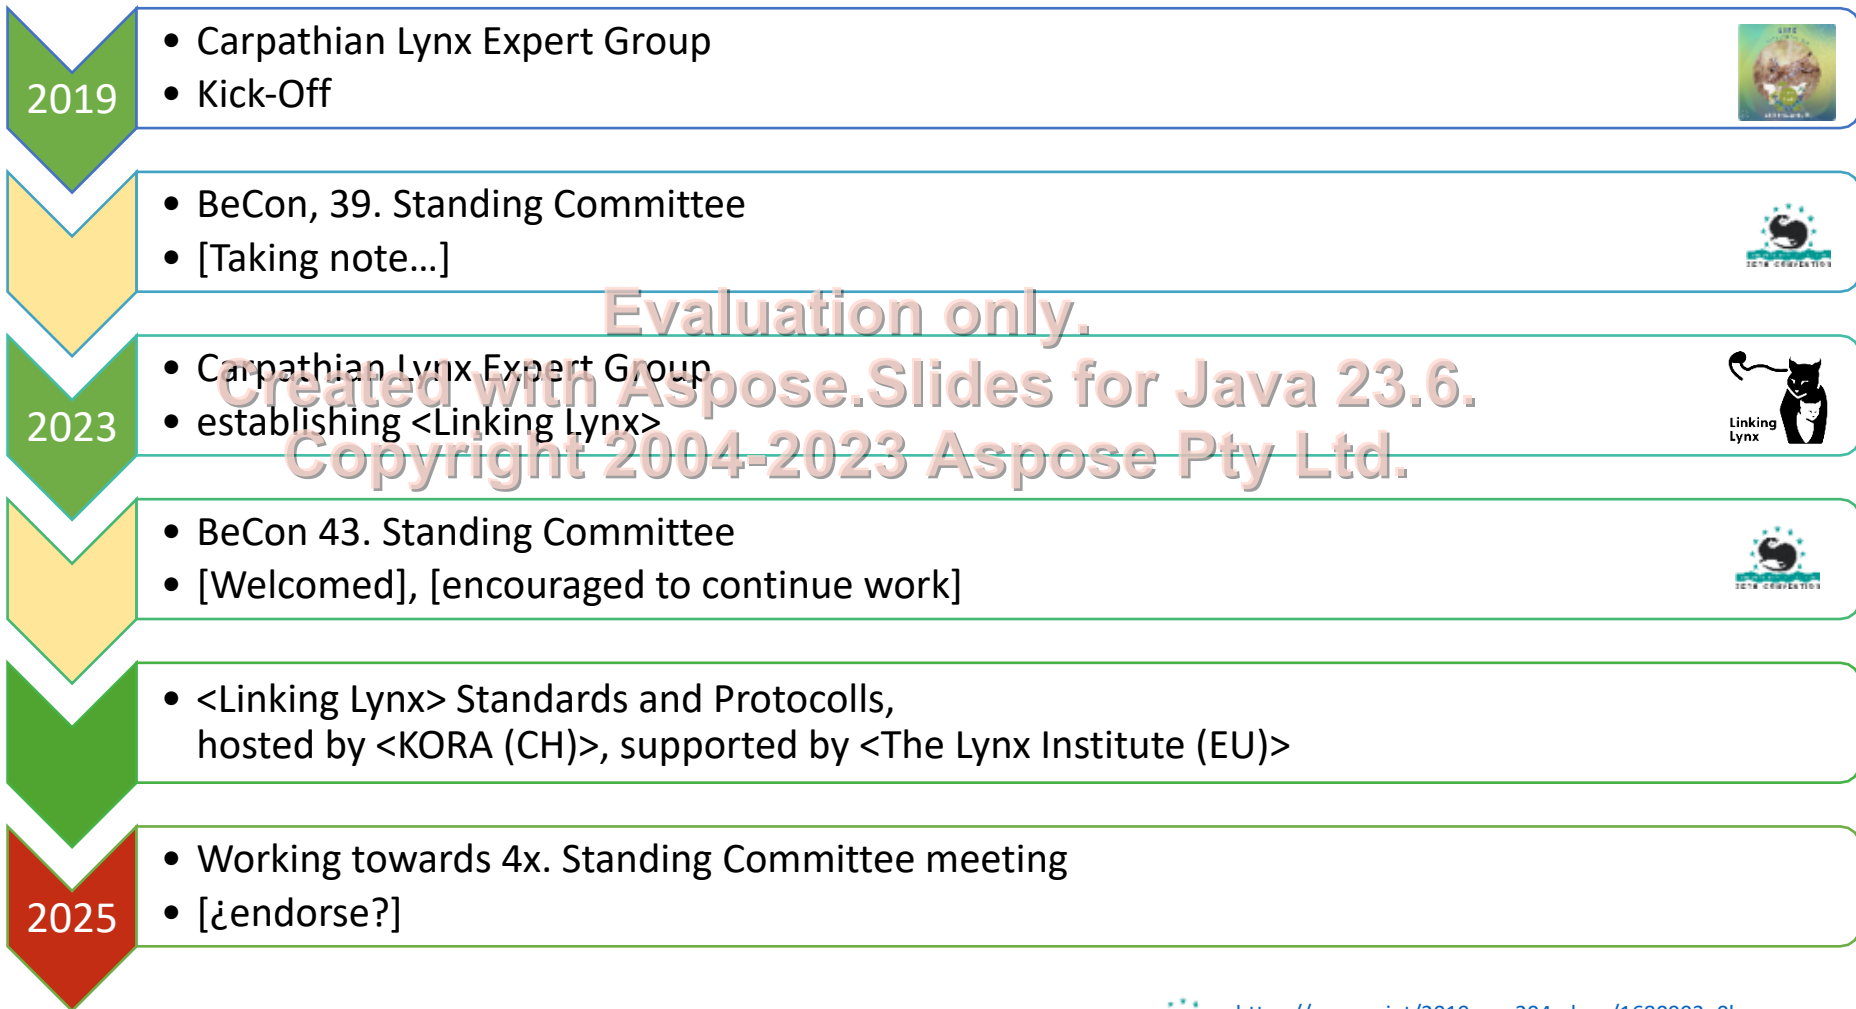 2019
• Carpathian Lynx Expert Group
• Kick-Off
LIFE
• BeCon, 39. Standing Committee
• [Taking note...]
Evaluation only.
2023
• Carpathian Lynx Expert Group
• establishing <Linking Lynx>
Created with Aspose.Slides for Java 23.6.
Copyright 2004-2023 Aspose Pty Ltd.
Linking
Lynx
• BeCon 43. Standing Committee
• [Welcomed], [encouraged to continue work]
• <Linking Lynx> Standards and Protocolls,
hosted by <KORA (CH)>, supported by <The Lynx Institute (EU)>
2025
• Working towards 4x. Standing Committee meeting
• [¿endorse?]